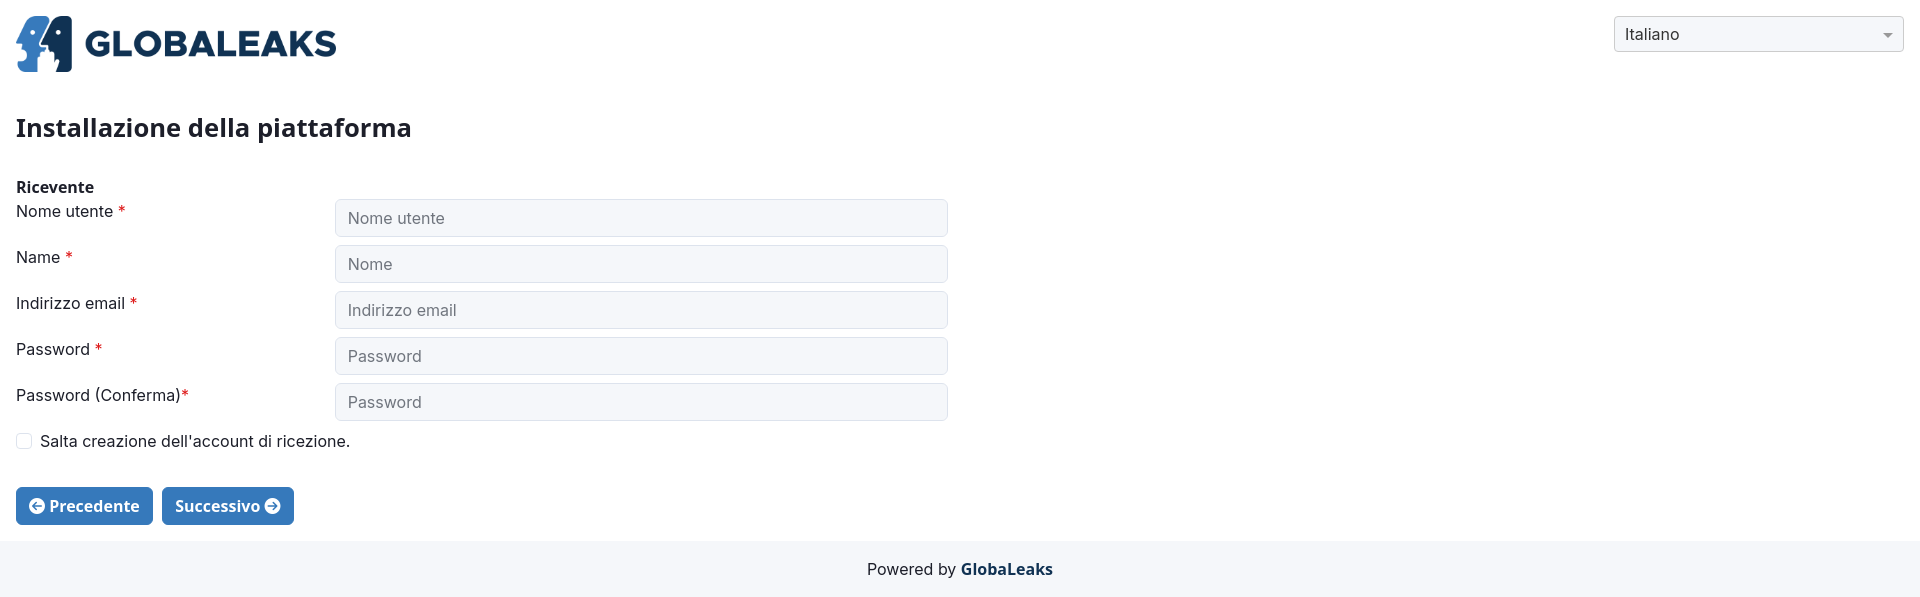 GLOBALEAKS
Italiano
Installazione della piattaforma
Ricevente
Nome utente *
Nome utente
Name *
Nome
Indirizzo email *
Indirizzo email
Password *
Password
Password (Conferma)*
Password
Salta creazione dell'account di ricezione.
Precedente Successivo
Powered by GlobaLeaks